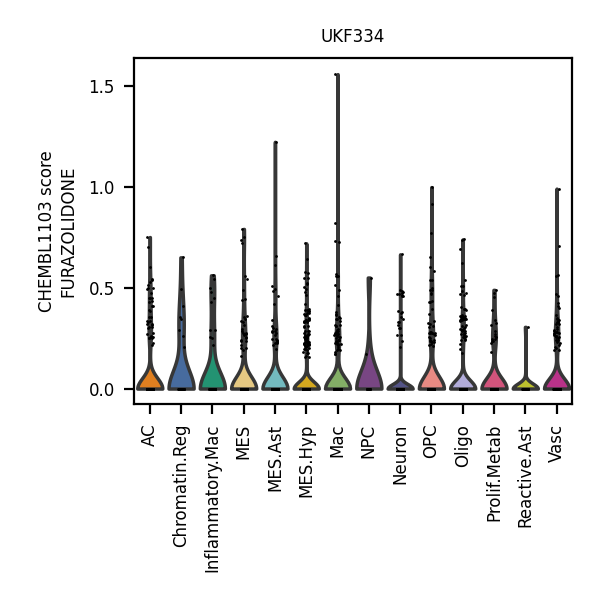 UKF334
CHEMBL1103 score
FURAZOLIDONE
1.5
1.0
0.5
0.0
AC
Chromatin.Reg
Inflammatory.Mac
MES
MES.Ast
MES.Hyp
Mac
NPC
Neuron
OPC
Oligo
Prolif.Metab
Reactive.Ast
Vasc